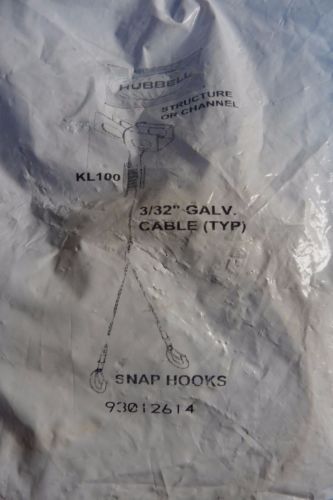 HUBBELL
STRUCTURE
OR CHANNEL
KL100
3/32" GALV.
CABLE (TYP)
SNAP HOOKS
93012614